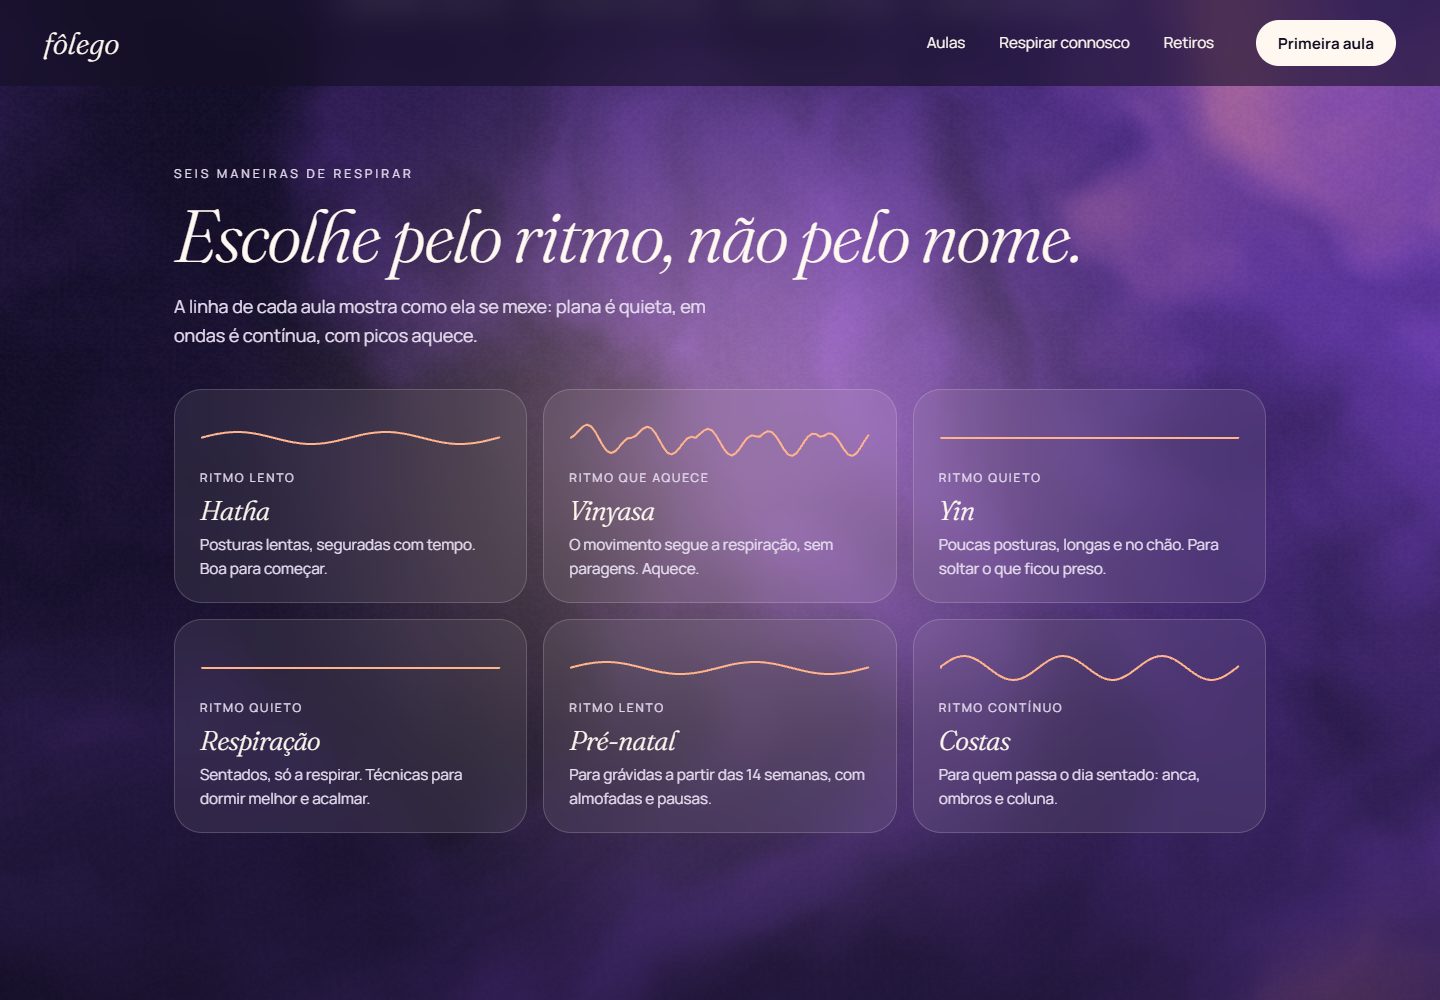 fôlego
Aulas
Respirar connosco
Retiros
Primeira aula
SEIS MANEIRAS DE RESPIRAR
Escolhe pelo ritmo, não pelo nome.
A linha de cada aula mostra como ela se mexe: plana é quieta, em
ondas é contínua, com picos aquece.
RITMO LENTO
Hatha
Posturas lentas, seguradas com tempo.
Boa para começar.
RITMO QUE AQUECE
Vinyasa
O movimento segue a respiração, sem
paragens. Aquece.
RITMO QUIETO
Yin
Poucas posturas, longas e no chão. Para
soltar o que ficou preso.
RITMO QUIETO
Respiração
Sentados, só a respirar. Técnicas para
dormir melhor e acalmar.
RITMO LENTO
Pré-natal
Para grávidas a partir das 14 semanas, com
almofadas e pausas.
RITMO CONTÍNUO
Costas
Para quem passa o dia sentado: anca,
ombros e coluna.